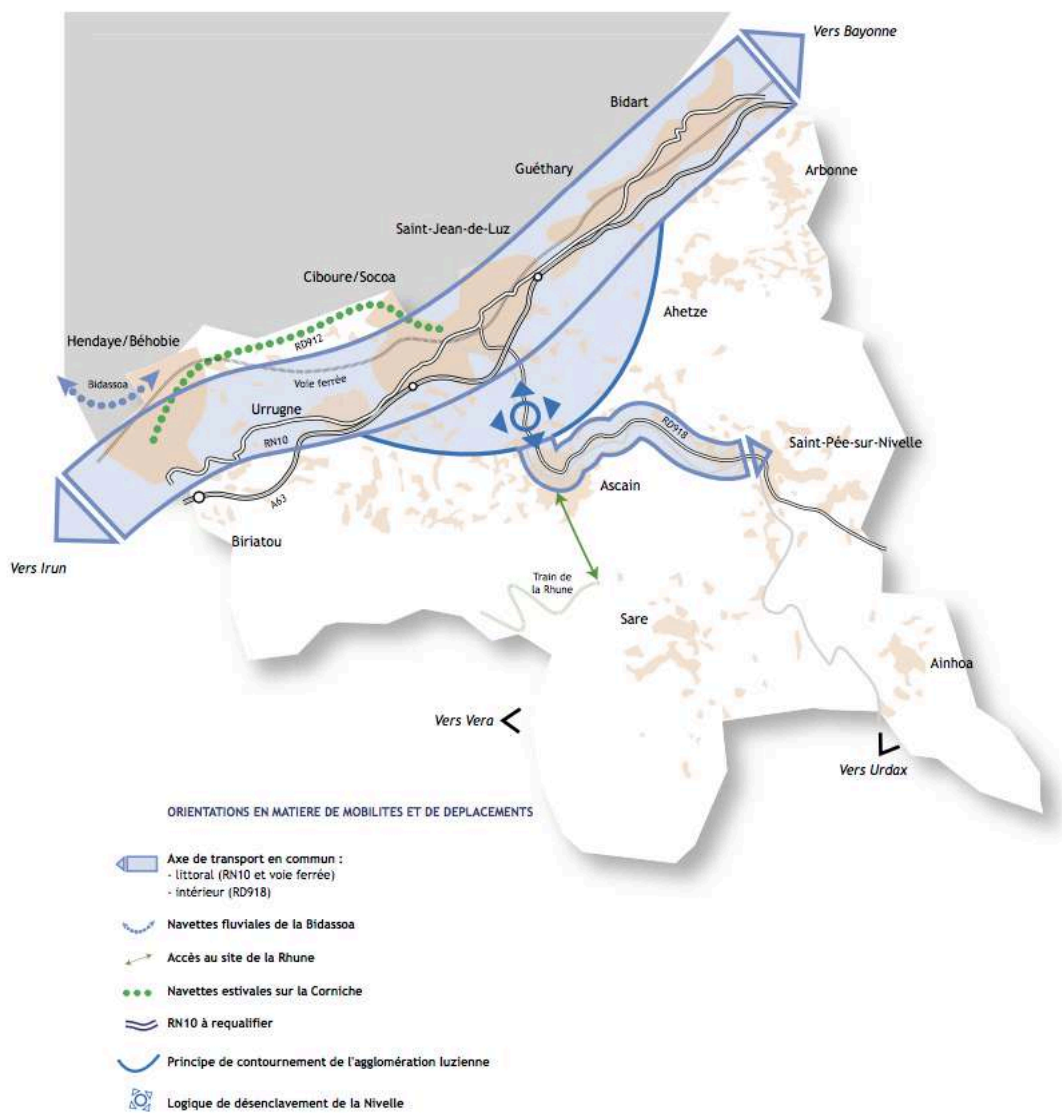 Vers Bayonne
Bidart
Arbonne
Guéthary
Saint-Jean-de-Luz
Ciboure/Socoa
Ahetze
Hendaye/Béhobie
RD912
Bidassoa
Voie ferrée
Urrugne
RN10
RD918
Saint-Pée-sur-Nivelle
Ascain
A63
Biriatou
Vers Irun
Train de
la Rhune
Sare
Ainhoa
Vers Vera
Vers Urdax
ORIENTATIONS EN MATIERE DE MOBILITES ET DE DEPLACEMENTS
Axe de transport en commun :
- littoral (RN10 et voie ferrée)
- intérieur (RD918)
Navettes fluviales de la Bidassoa
Accès au site de la Rhune
Navettes estivales sur la Corniche
RN10 à requalifier
Principe de contournement de l'agglomération luzienne
Logique de désenclavement de la Nivelle